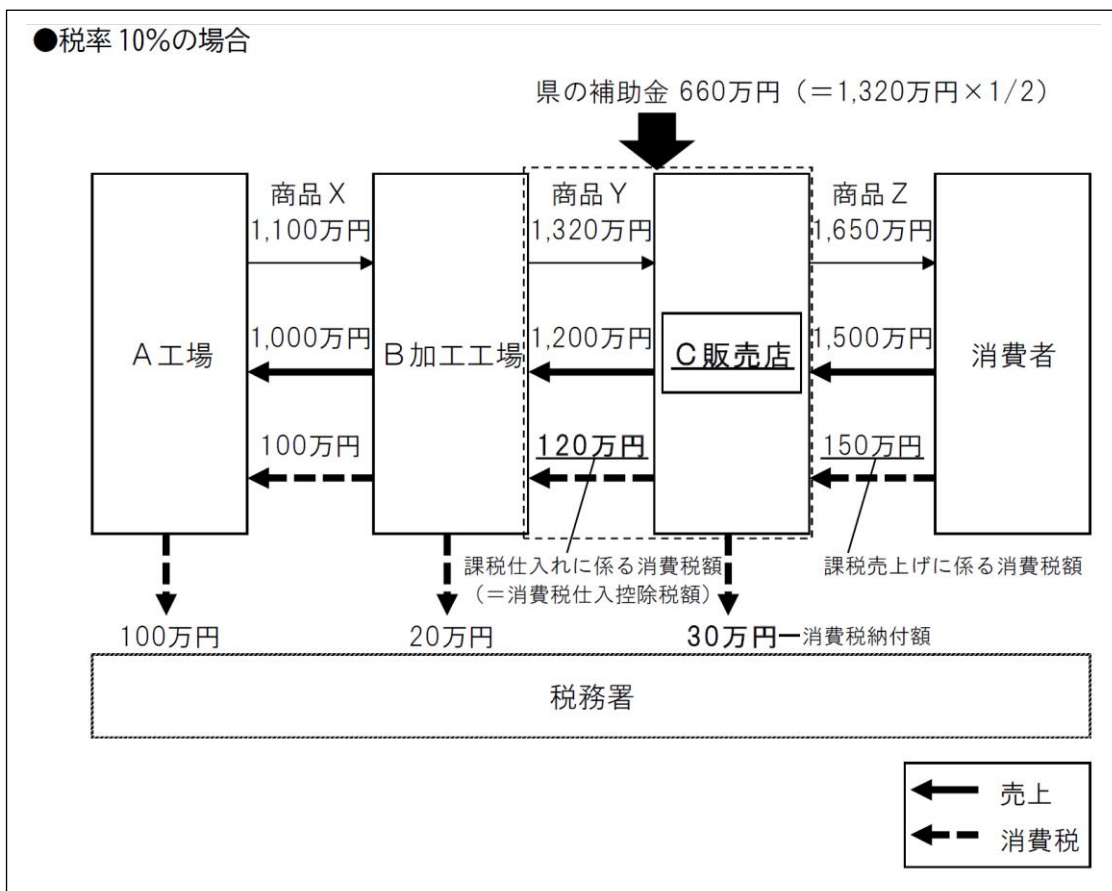 ●税率10%の場合
県の補助金 660万円（＝1,320万円×1/2）
商品X
商品Y
商品Z
1,100万円
1,320万円
1,650万円
A工場
1,000万円
B加工工場
1,200万円
C販売店
1,500万円
消費者
100万円
120万円
150万円
課税仕入れに係る消費税額
（＝消費税仕入控除税額）
課税売上げに係る消費税額
100万円
20万円
30万円
消費税納付額
税務署
売上
消費税